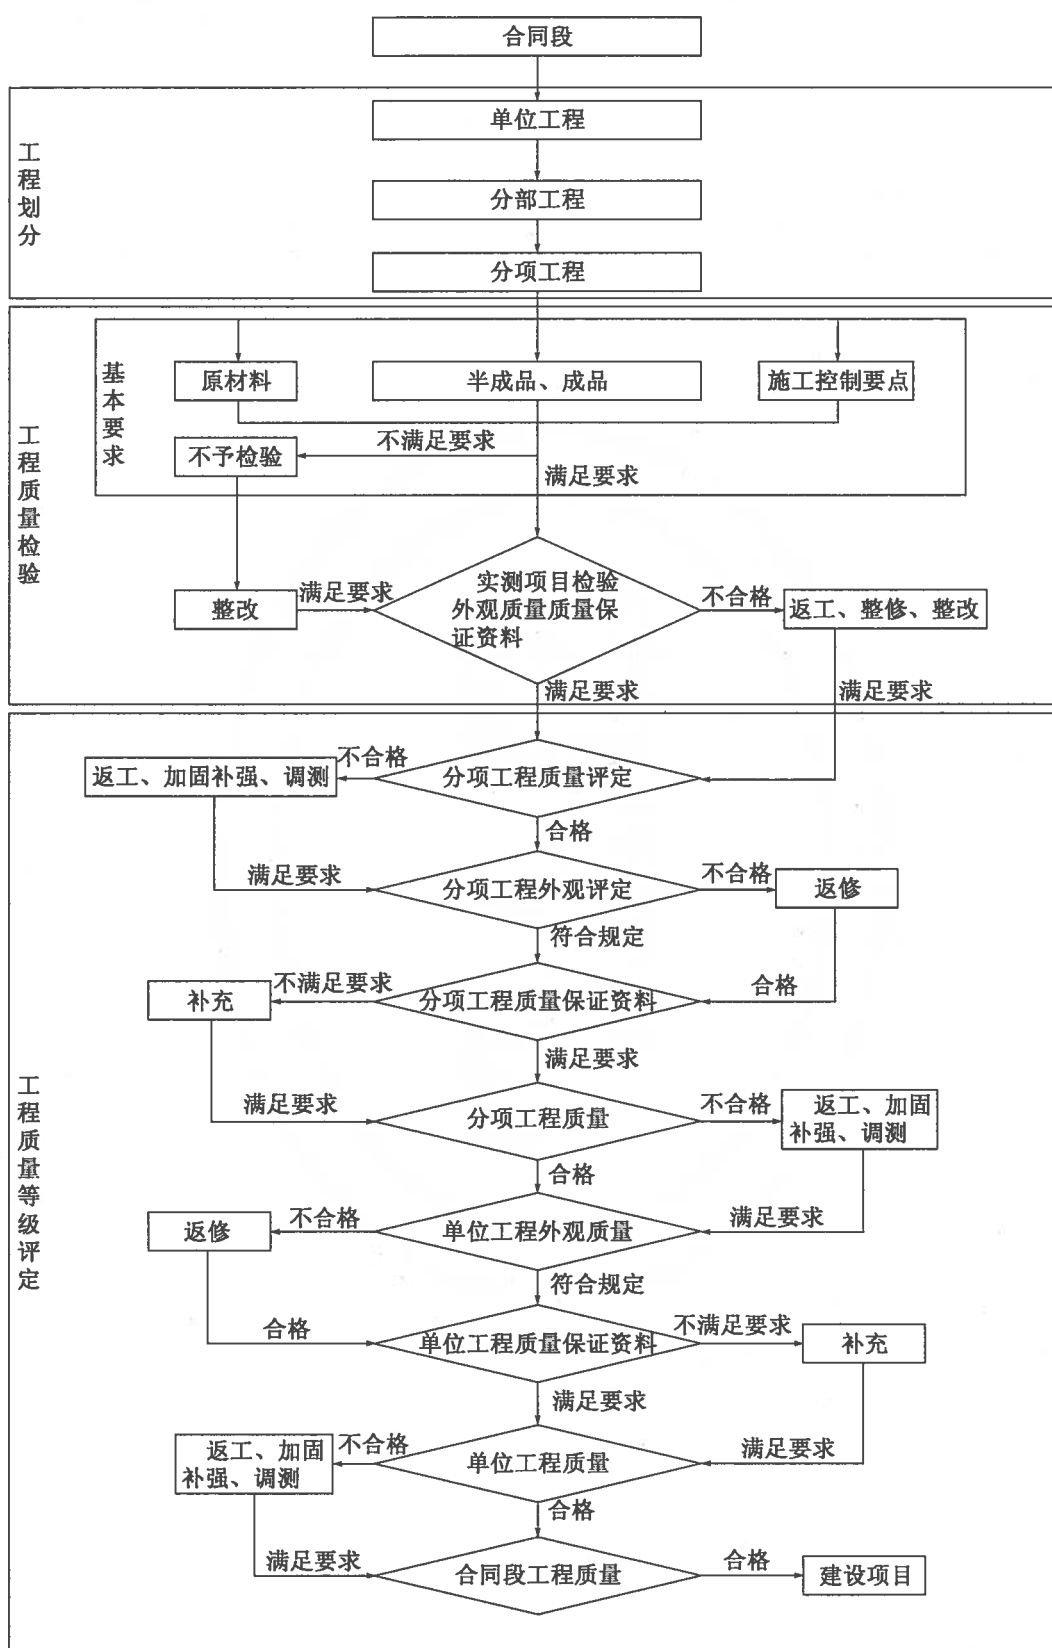 合同段
工程划分
单位工程
分部工程
分项工程
工程质量检验
基本要求
原材料
半成品、成品
施工控制要点
不满足要求
不予检验
满足要求
实测项目检验
外观质量质量保
证资料
满足要求
整改
不合格
返工、整修、整改
满足要求
满足要求
工程质量等级评定
不合格
返工、加固补强、调测
分项工程质量评定
合格
满足要求
分项工程外观评定
不合格
返修
符合规定
不满足要求
补充
分项工程质量保证资料
合格
满足要求
满足要求
分项工程质量
不合格
返工、加固
补强、调测
合格
返修
不合格
单位工程外观质量
满足要求
符合规定
合格
单位工程质量保证资料
不满足要求
补充
满足要求
返工、加固
补强、调测
不合格
单位工程质量
满足要求
合格
满足要求
合同段工程质量
合格
建设项目